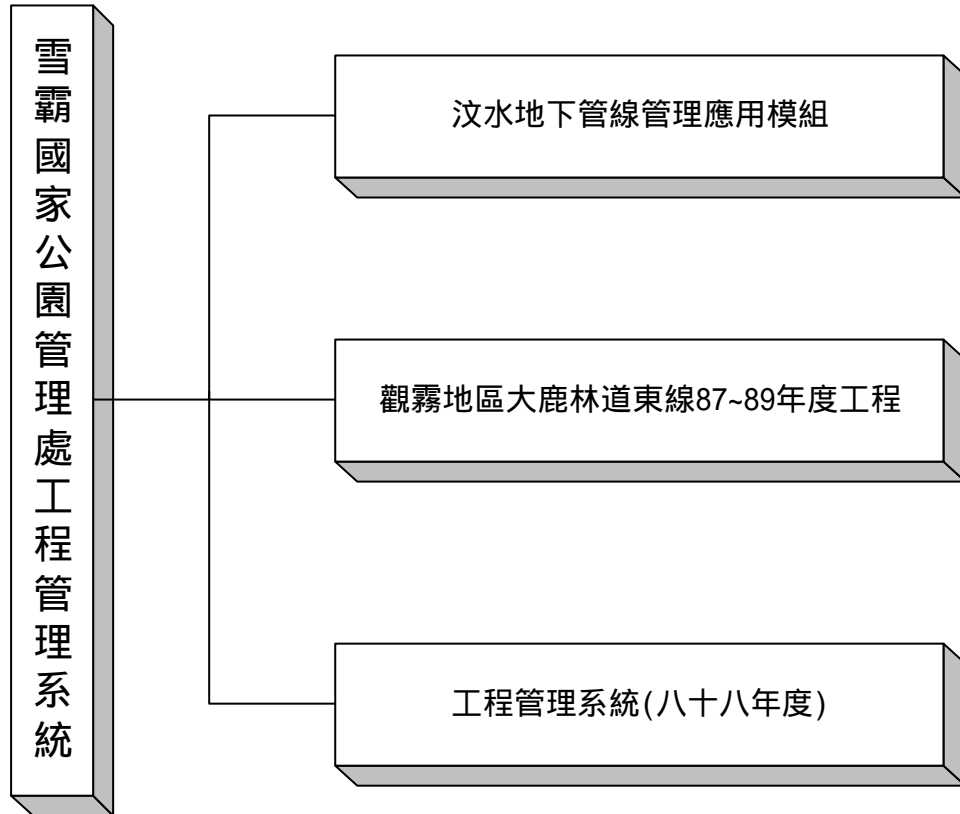 雪霸國家公園管理處工程管理系統
汶水地下管線管理應用模組
觀霧地區大鹿林道東線87~89年度工程
工程管理系統(八十八年度)